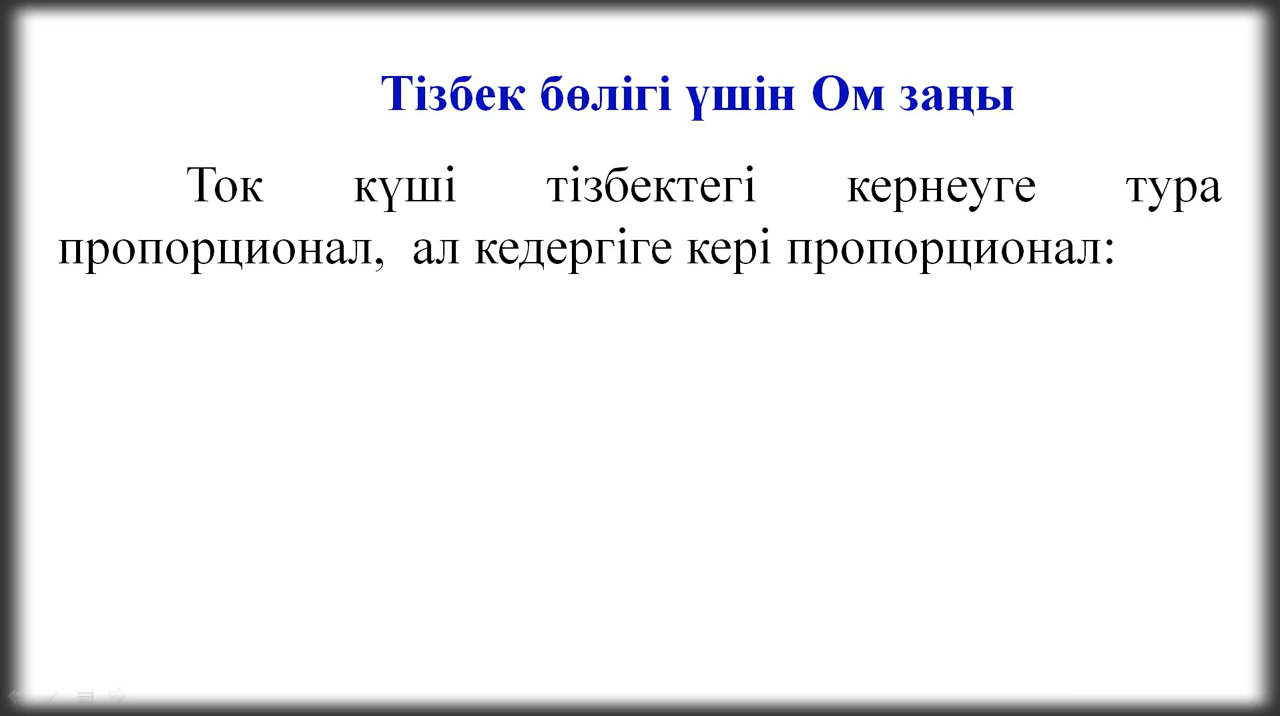 Тізбек бөлігі үшін Ом заңы
Ток күші тізбектегі кернеуге тура
пропорционал, ал кедергіге кері пропорционал: